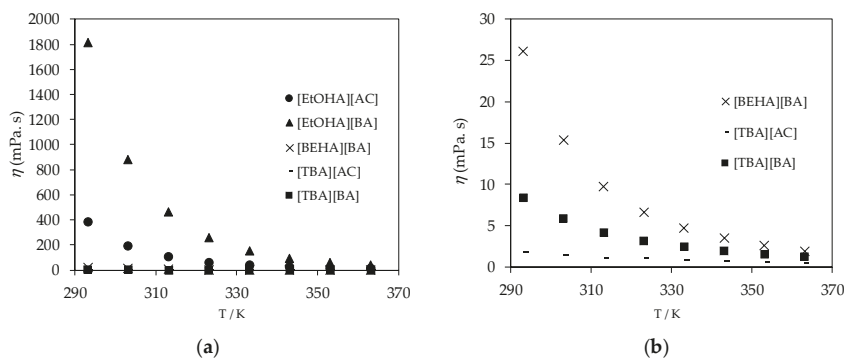 2000
1800
1600
1400
1200
1000
800
600
400
200
0
η (mPa. s)
290
310
330
350
370
T / K
[EtOHA][AC]
[EtOHA][BA]
[BEHA][BA]
[TBA][AC]
[TBA][BA]
(a)
30
25
20
15
10
5
0
η (mPa. s)
290
310
330
350
370
T / K
[BEHA][BA]
[TBA][AC]
[TBA][BA]
(b)